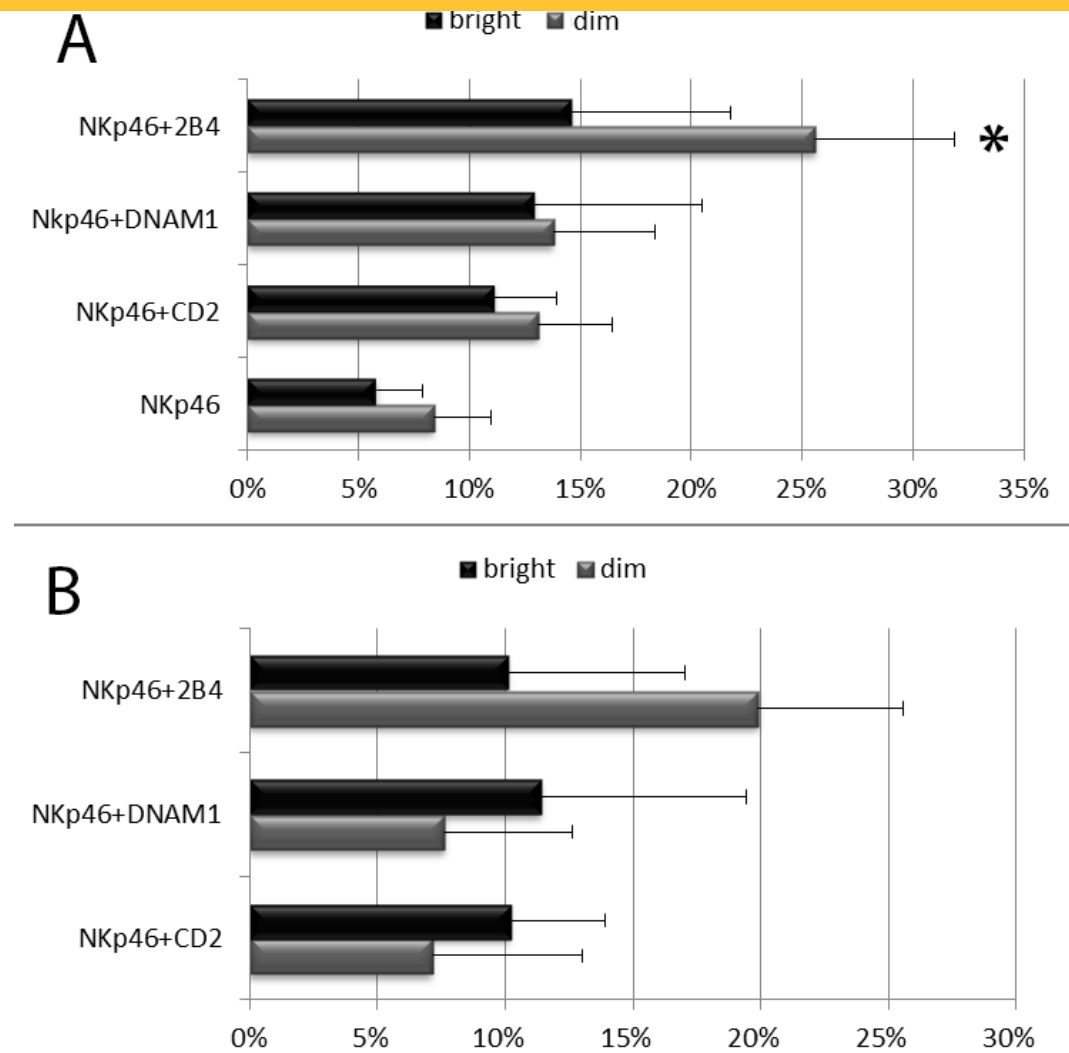 A
bright dim
NKp46+2B4
*
Nkp46+DNAM1
NKp46+CD2
NKp46
0% 5% 10% 15% 20% 25% 30% 35%
B
bright dim
NKp46+2B4
NKp46+DNAM1
NKp46+CD2
0% 5% 10% 15% 20% 25% 30%